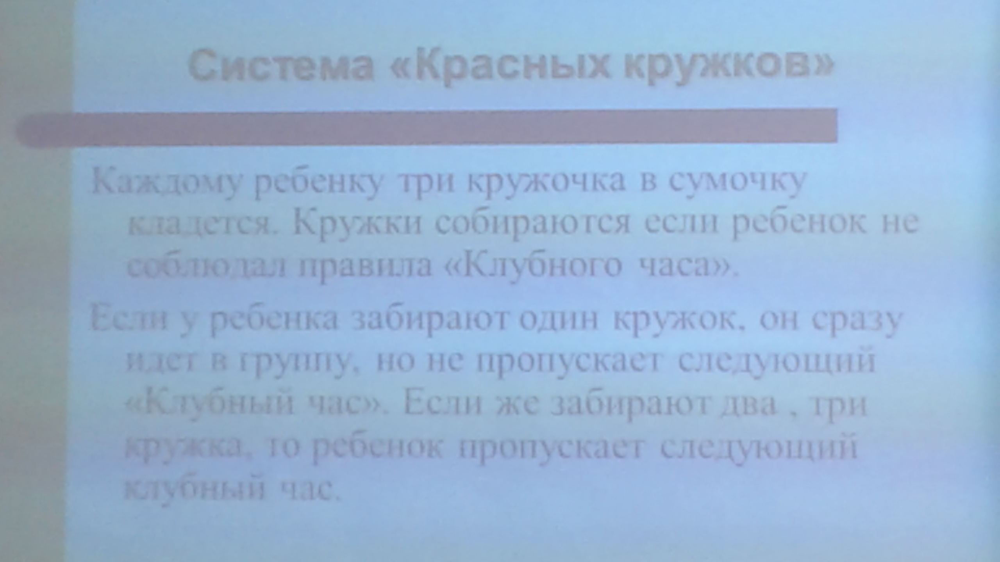 Система «Красных кружков»
Каждому ребенку три кружочка в сумочку
кладется. Кружки собираются если ребенок не
соблюдал правила «Клубного часа».
Если у ребенка забирают один кружок, он сразу
идет в группу, но не пропускает следующий
«Клубный час». Если же забирают два , три
кружка, то ребенок пропускает следующий
клубный час.